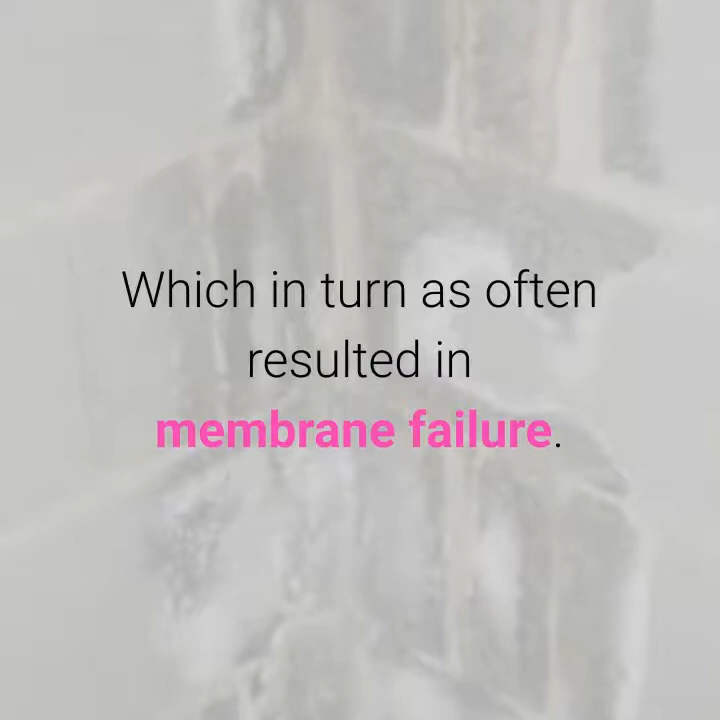 Which in turn as often
resulted in
membrane failure.